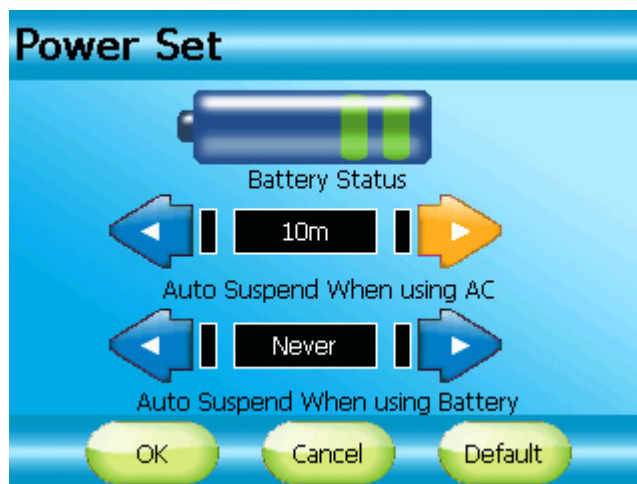 Power Set
Battery Status
10m
Auto Suspend When using AC
Never
Auto Suspend When using Battery
OK Cancel Default